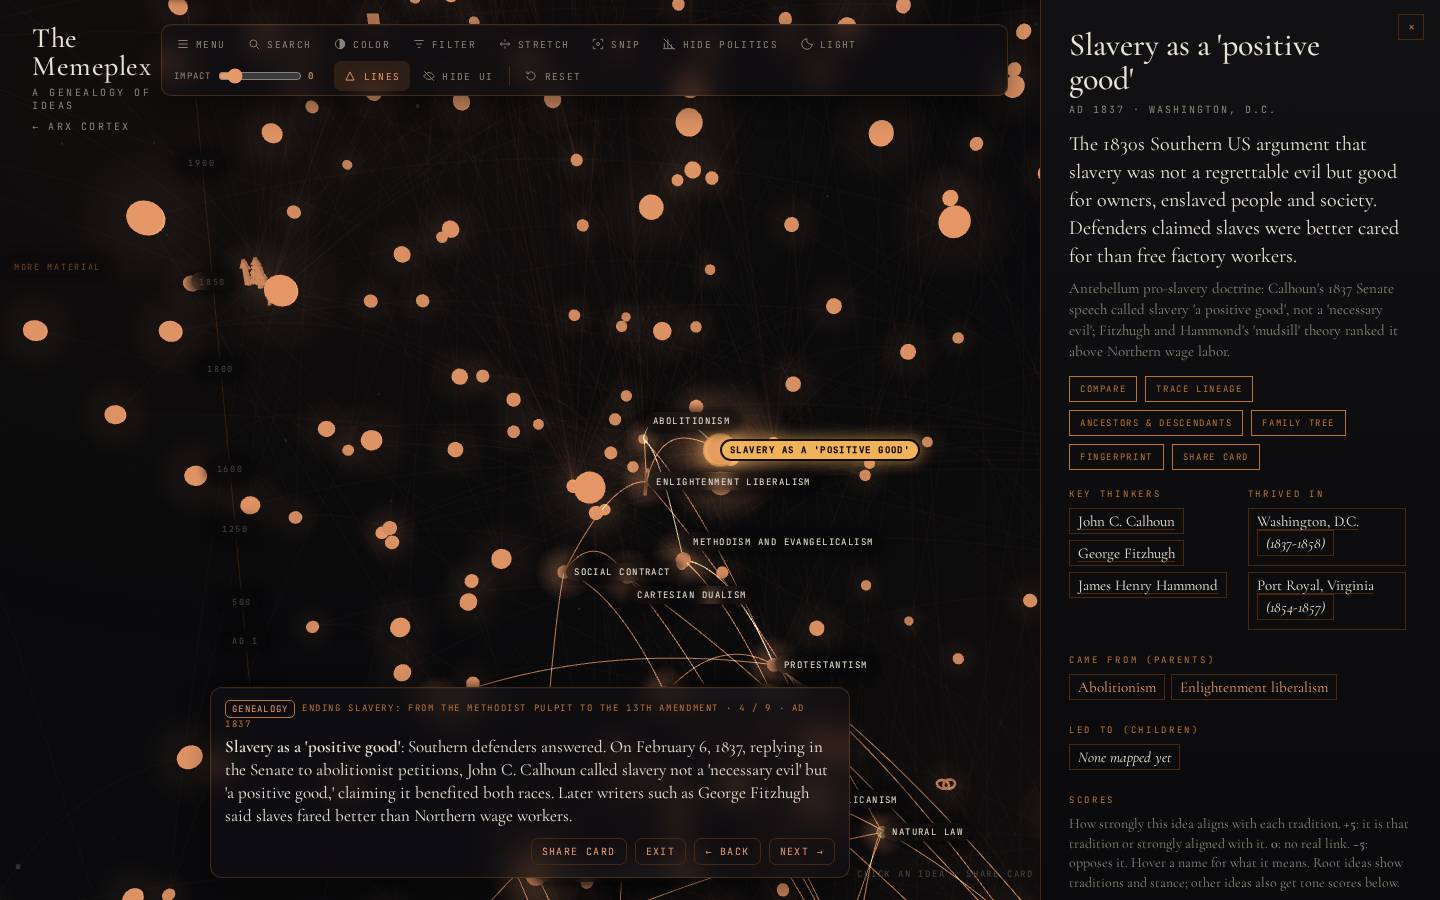 The
Memeplex
A GENEALOGY OF
IDEAS
← ARX CORTEX
MENU SEARCH COLOR FILTER STRETCH SNIP HIDE POLITICS LIGHT
IMPACT 0 LINES HIDE UI RESET
1900
MORE MATERIAL
1850
1800
1600
1250
500
AD 1
ABOLITIONISM
SLAVERY AS A 'POSITIVE GOOD'
ENLIGHTENMENT LIBERALISM
METHODISM AND EVANGELICALISM
SOCIAL CONTRACT
CARTESIAN DUALISM
PROTESTANTISM
ICANISM
NATURAL LAW
GENEALOGY ENDING SLAVERY: FROM THE METHODIST PULPIT TO THE 13TH AMENDMENT · 4 / 9 · AD
1837
Slavery as a 'positive good': Southern defenders answered. On February 6, 1837, replying in
the Senate to abolitionist petitions, John C. Calhoun called slavery not a 'necessary evil' but
'a positive good,' claiming it benefited both races. Later writers such as George Fitzhugh
said slaves fared better than Northern wage workers.
SHARE CARD EXIT ← BACK NEXT →
SHARE CARD
×
Slavery as a 'positive
good'
AD 1837 · WASHINGTON, D.C.
The 1830s Southern US argument that
slavery was not a regrettable evil but good
for owners, enslaved people and society.
Defenders claimed slaves were better cared
for than free factory workers.
Antebellum pro-slavery doctrine: Calhoun's 1837 Senate
speech called slavery 'a positive good', not a 'necessary
evil'; Fitzhugh and Hammond's 'mudsill' theory ranked it
above Northern wage labor.
COMPARE TRACE LINEAGE
ANCESTORS & DESCENDANTS FAMILY TREE
FINGERPRINT SHARE CARD
KEY THINKERS
John C. Calhoun
George Fitzhugh
James Henry Hammond
THRIVED IN
Washington, D.C.
(1837-1858)
Port Royal, Virginia
(1854-1857)
CAME FROM (PARENTS)
Abolitionism Enlightenment liberalism
LED TO (CHILDREN)
None mapped yet
SCORES
How strongly this idea aligns with each tradition. +5: it is that
tradition or strongly aligned with it. 0: no real link. −5:
opposes it. Hover a name for what it means. Root ideas show
traditions and stance; other ideas also get tone scores below.